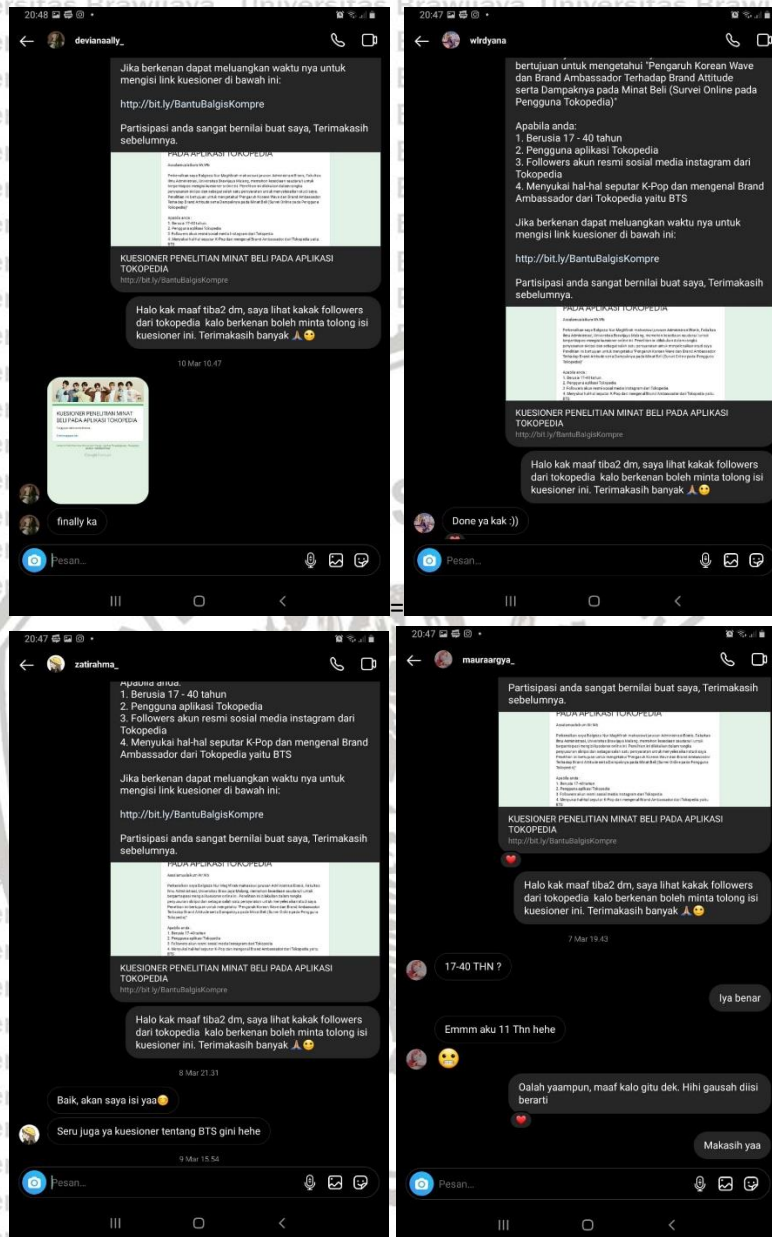 Universitas Brawijaya
20:48
devianaally_
Jika berkenan dapat meluangkan waktu nya untuk
mengisi link kuesioner di bawah ini:
http://bit.ly/BantuBalgisKompre
Partisipasi anda sangat bernilai buat saya, Terimakasih
sebelumnya.
PADA APLIKASI TOKOPEDIA
KUESIONER PENELITIAN MINAT BELI PADA APLIKASI
TOKOPEDIA
http://bit.ly/BantuBalgisKompre
Halo kak maaf tiba2 dm, saya lihat kakak followers
dari tokopedia kalo berkenan boleh minta tolong isi
kuesioner ini. Terimakasih banyak 🙏😶
10 Mar 10.47
KUESIONER PENELITIAN MINAT
BELI PADA APLIKASI TOKOPEDIA
finally ka
Pesan...
20:47
wlrdyana
bertujuan untuk mengetahui "Pengaruh Korean Wave
dan Brand Ambassador Terhadap Brand Attitude
serta Dampaknya pada Minat Beli (Survei Online pada
Pengguna Tokopedia)"
Apabila anda:
1. Berusia 17 - 40 tahun
2. Pengguna aplikasi Tokopedia
3. Followers akun resmi sosial media instagram dari
Tokopedia
4. Menyukai hal-hal seputar K-Pop dan mengenal Brand
Ambassador dari Tokopedia yaitu BTS
Jika berkenan dapat meluangkan waktu nya untuk
mengisi link kuesioner di bawah ini:
http://bit.ly/BantuBalgisKompre
Partisipasi anda sangat bernilai buat saya, Terimakasih
sebelumnya.
PADA APLIKASI TOKOPEDIA
KUESIONER PENELITIAN MINAT BELI PADA APLIKASI
TOKOPEDIA
http://bit.ly/BantuBalgisKompre
Halo kak maaf tiba2 dm, saya lihat kakak followers
dari tokopedia kalo berkenan boleh minta tolong isi
kuesioner ini. Terimakasih banyak 🙏😶
Done ya kak :))
Pesan...
=
20:47
zatirahma_
Apabila anda:
1. Berusia 17 - 40 tahun
2. Pengguna aplikasi Tokopedia
3. Followers akun resmi sosial media instagram dari
Tokopedia
4. Menyukai hal-hal seputar K-Pop dan mengenal Brand
Ambassador dari Tokopedia yaitu BTS
Jika berkenan dapat meluangkan waktu nya untuk
mengisi link kuesioner di bawah ini:
http://bit.ly/BantuBalgisKompre
Partisipasi anda sangat bernilai buat saya, Terimakasih
sebelumnya.
PADA APLIKASI TOKOPEDIA
KUESIONER PENELITIAN MINAT BELI PADA APLIKASI
TOKOPEDIA
http://bit.ly/BantuBalgisKompre
Halo kak maaf tiba2 dm, saya lihat kakak followers
dari tokopedia kalo berkenan boleh minta tolong isi
kuesioner ini. Terimakasih banyak 🙏😶
8 Mar 21.31
Baik, akan saya isi yaa😊
Seru juga ya kuesioner tentang BTS gini hehe
9 Mar 15.54
Pesan...
20:47
mauraargya_
Partisipasi anda sangat bernilai buat saya, Terimakasih
sebelumnya.
PADA APLIKASI TOKOPEDIA
KUESIONER PENELITIAN MINAT BELI PADA APLIKASI
TOKOPEDIA
http://bit.ly/BantuBalgisKompre
Halo kak maaf tiba2 dm, saya lihat kakak followers
dari tokopedia kalo berkenan boleh minta tolong isi
kuesioner ini. Terimakasih banyak 🙏😶
7 Mar 19.43
17-40 THN ?
Iya benar
Emmm aku 11 Thn hehe
😬
Oalah yaampun, maaf kalo gitu dek. Hihi gausah diisi
berarti
Makasih yaa
Pesan...